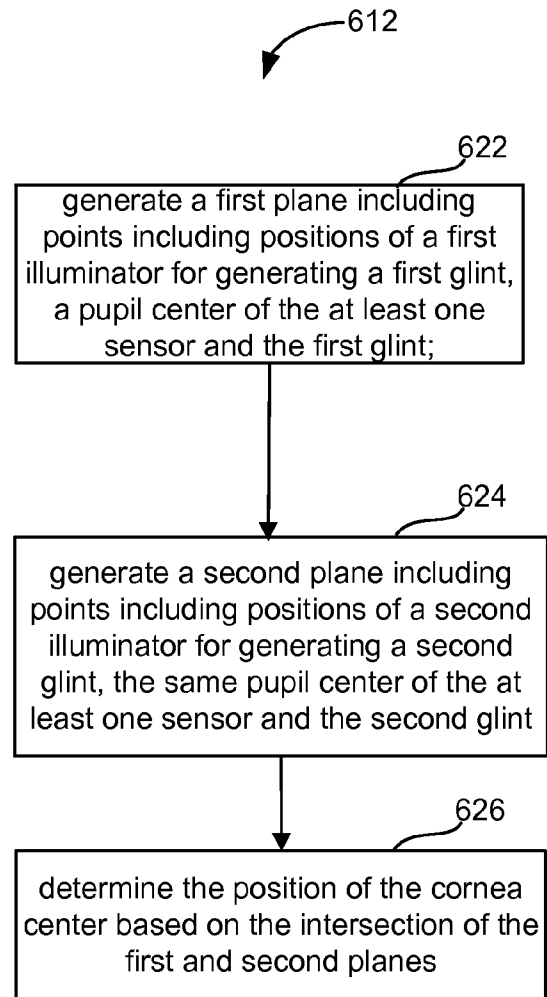 612
622
generate a first plane including
points including positions of a first
illuminator for generating a first glint,
a pupil center of the at least one
sensor and the first glint;
624
generate a second plane including
points including positions of a second
illuminator for generating a second
glint, the same pupil center of the at
least one sensor and the second glint
626
determine the position of the cornea
center based on the intersection of the
first and second planes